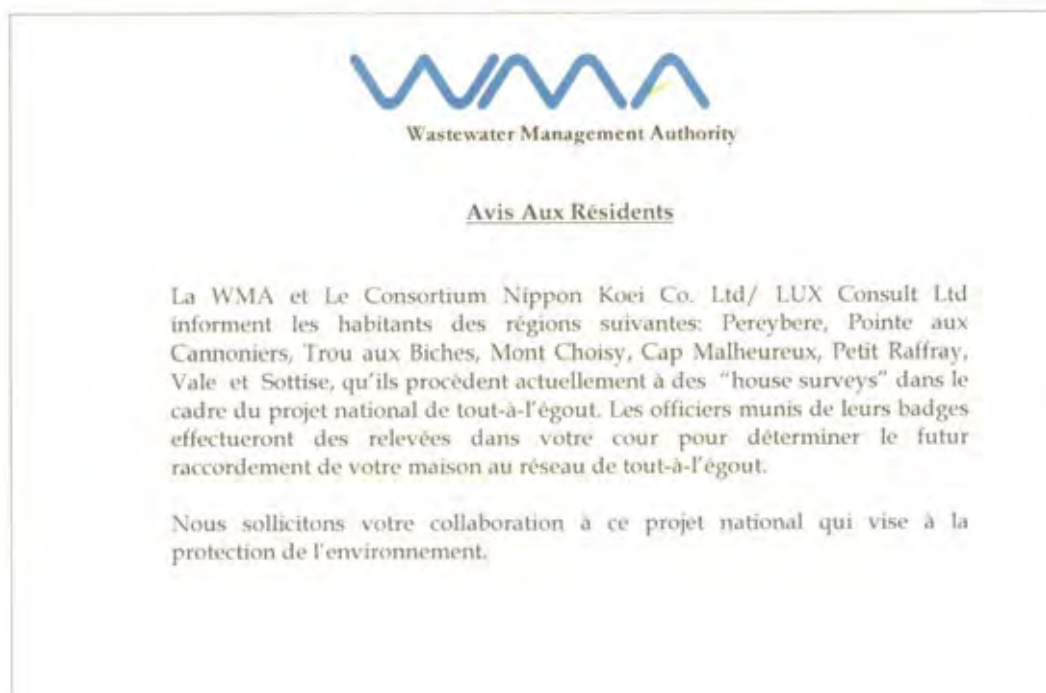 WMA
Wastewater Management Authority
Avis Aux Résidents
La WMA et Le Consortium Nippon Koei Co. Ltd/ LUX Consult Ltd
informent les habitants des régions suivantes: Pereybere, Pointe aux
Cannoniers, Trou aux Biches, Mont Choisy, Cap Malheureux, Petit Raffray,
Vale et Sottise, qu'ils procèdent actuellement à des "house surveys" dans le
cadre du projet national de tout-à-l'égout. Les officiers munis de leurs badges
effectueront des relevées dans votre cour pour déterminer le futur
raccordement de votre maison au réseau de tout-à-l'égout.
Nous sollicitons votre collaboration à ce projet national qui vise à la
protection de l'environnement.